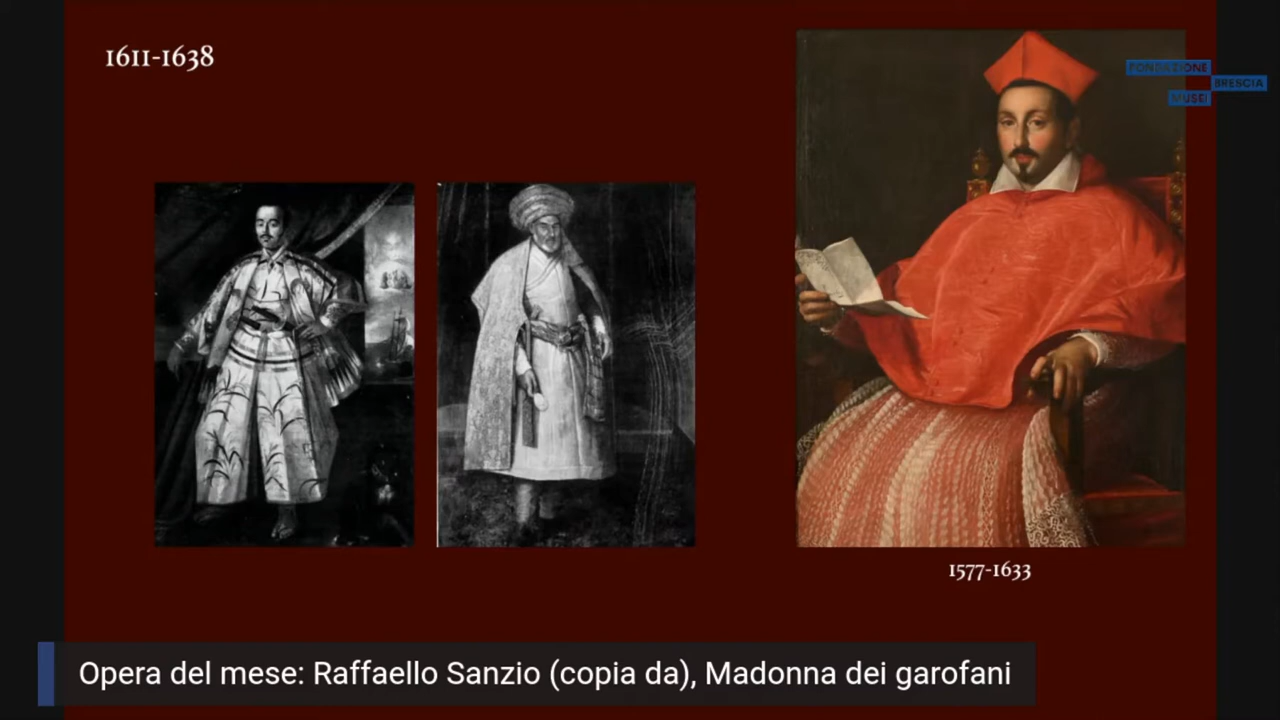 1611-1638
FONDAZIONE
BRESCIA
MUSEI
1577-1633
Opera del mese: Raffaello Sanzio (copia da), Madonna dei garofani